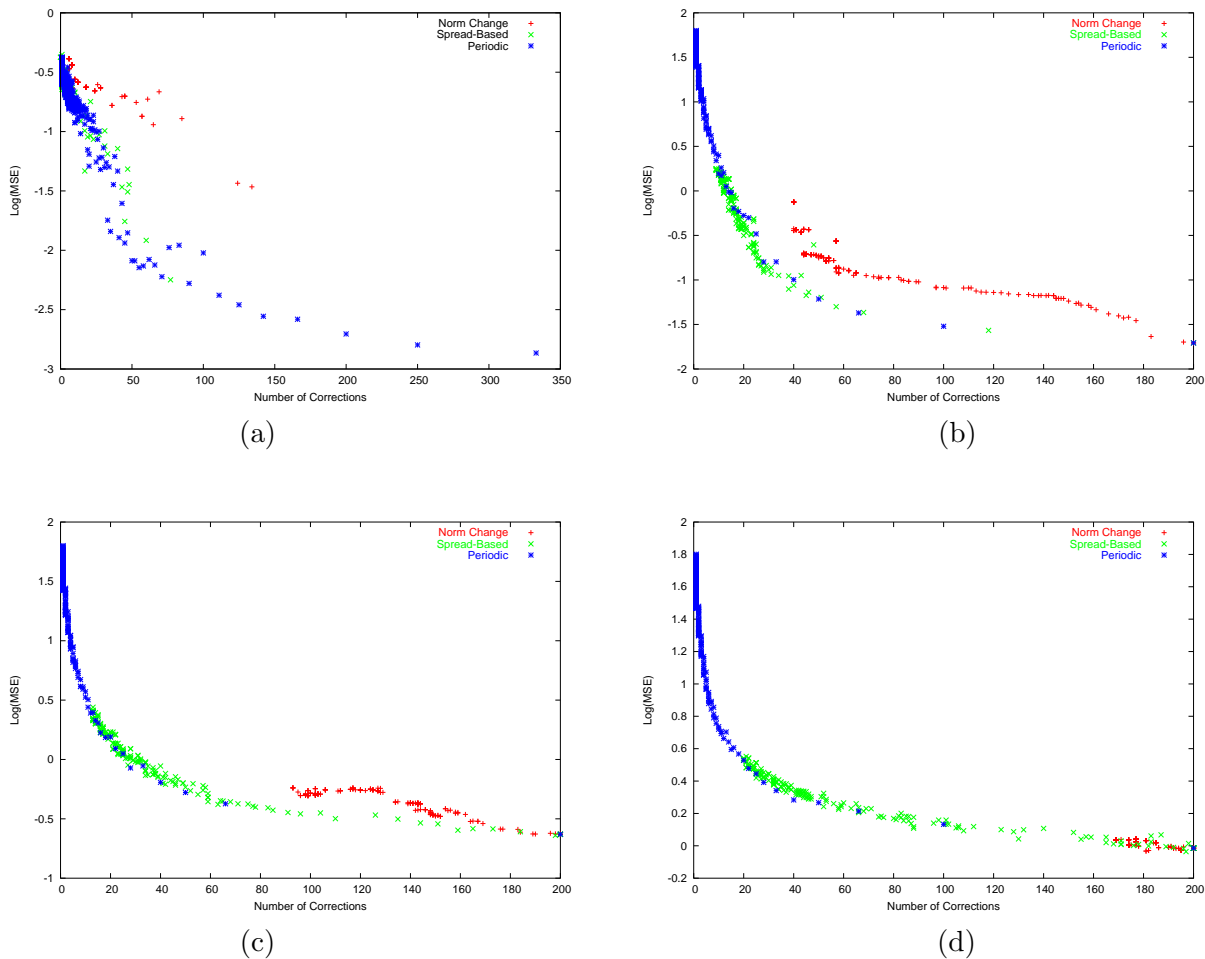 0
-0.5
-1
-1.5
-2
-2.5
-3
Log(MSE)
Norm Change
Spread-Based
Periodic
0 50 100 150 200 250 300 350
Number of Corrections
(a)
2
1.5
1
0.5
0
-0.5
-1
-1.5
-2
Log(MSE)
Norm Change
Spread-Based
Periodic
0 20 40 60 80 100 120 140 160 180 200
Number of Corrections
(b)
2
1.5
1
0.5
0
-0.5
-1
Log(MSE)
Norm Change
Spread-Based
Periodic
0 20 40 60 80 100 120 140 160 180 200
Number of Corrections
(c)
2
1.8
1.6
1.4
1.2
1
0.8
0.6
0.4
0.2
0
-0.2
Log(MSE)
Norm Change
Spread-Based
Periodic
0 20 40 60 80 100 120 140 160 180 200
Number of Corrections
(d)